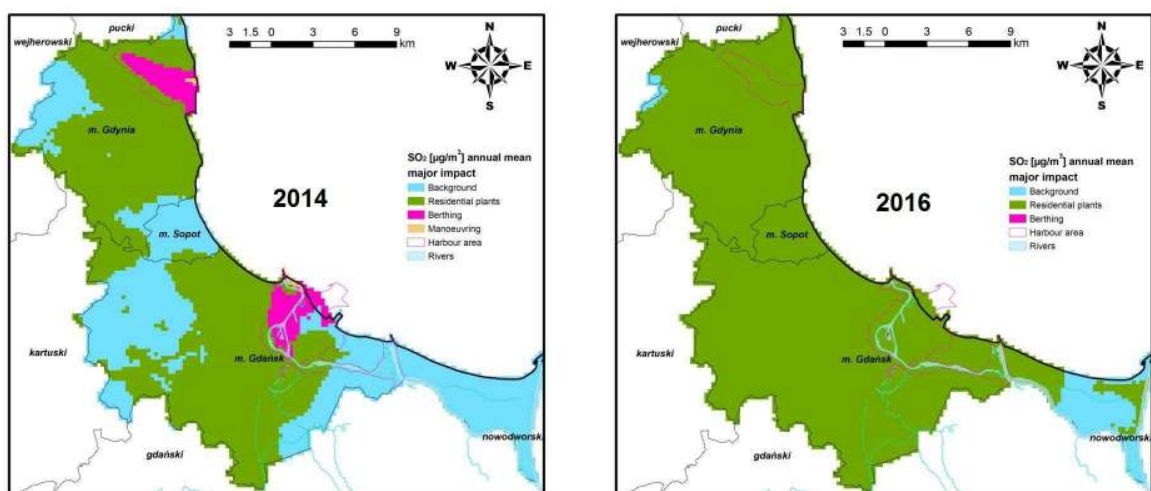 pucki
wejherowski
3 1.5 0 3 6 9
km
N
W E
S
m. Gdynia
SO₂ [µg/m³] annual mean
major impact
Background
Residential plants
Berthing
Manoeuvring
Harbour area
Rivers
2014
m. Sopot
kartuski
m. Gdańsk
nowodworski
gdański
pucki
wejherowski
3 1.5 0 3 6 9
km
N
W E
S
m. Gdynia
SO₂ [µg/m³] annual mean
major impact
Background
Residential plants
Berthing
Harbour area
Rivers
2016
m. Sopot
kartuski
m. Gdańsk
nowodworski
gdański